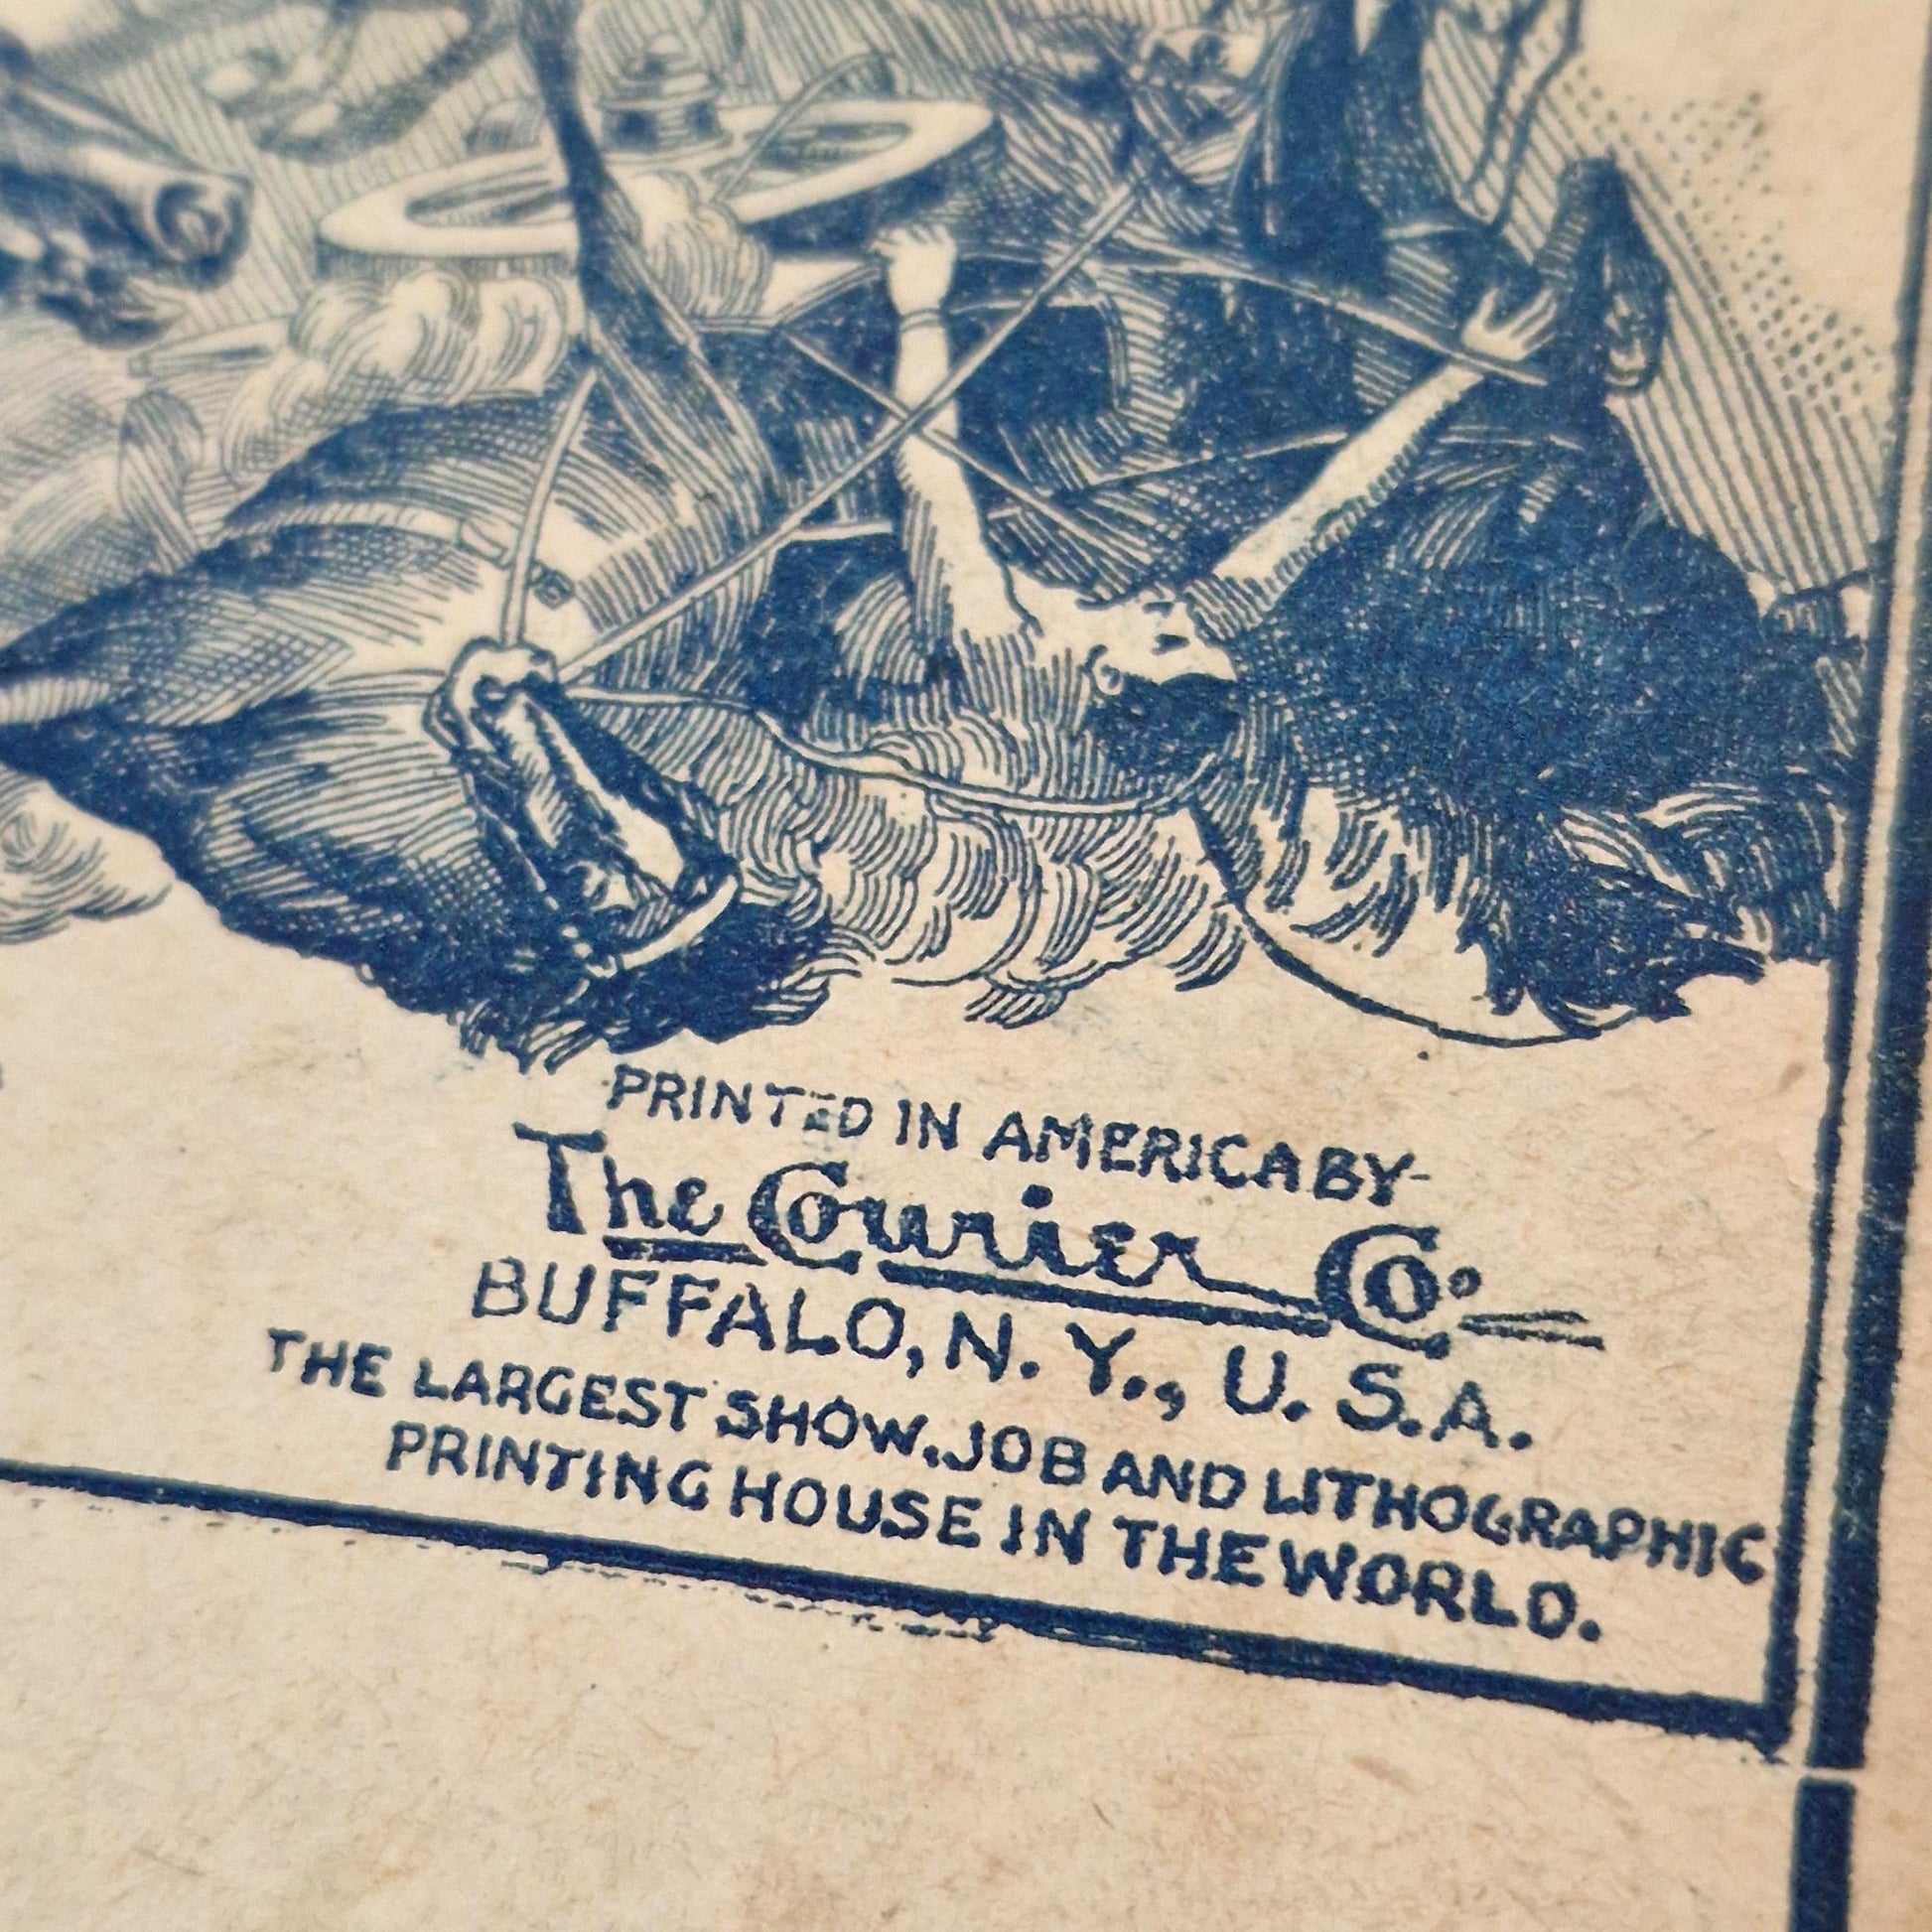 PRINTED IN AMERICA BY-
The Courier Co.
BUFFALO, N. Y., U. S. A.
THE LARGEST SHOW, JOB AND LITHOGRAPHIC
PRINTING HOUSE IN THE WORLD.